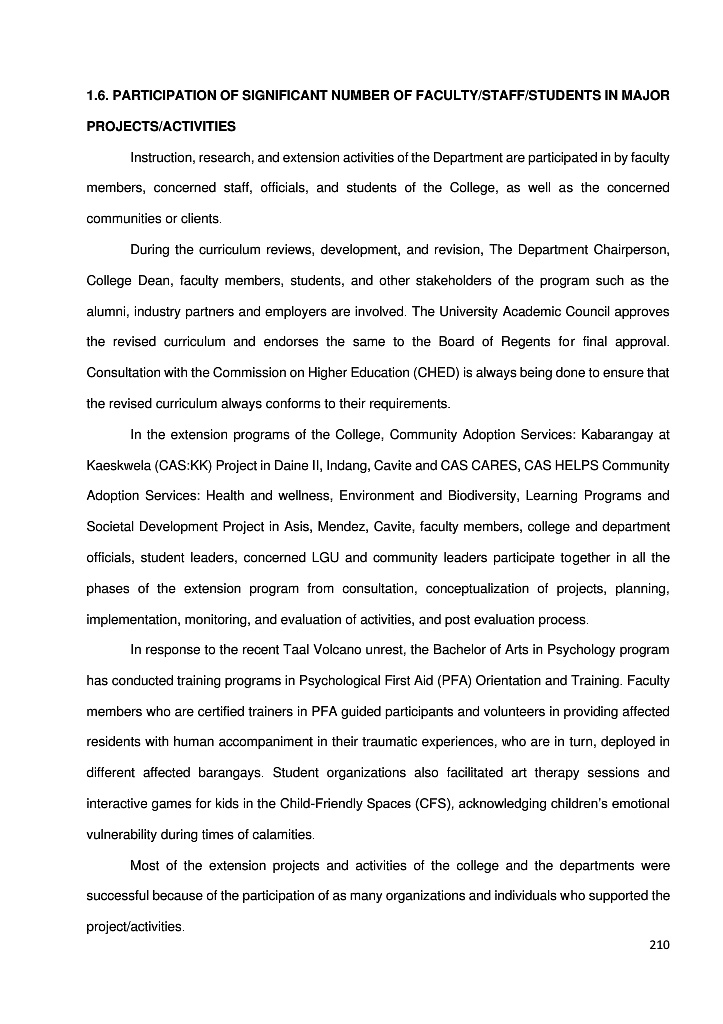 1.6. PARTICIPATION OF SIGNIFICANT NUMBER OF FACULTY/STAFF/STUDENTS IN MAJOR
PROJECTS/ACTIVITIES
Instruction, research, and extension activities of the Department are participated in by faculty
members, concerned staff, officials, and students of the College, as well as the concerned
communities or clients.
During the curriculum reviews, development, and revision, The Department Chairperson,
College Dean, faculty members, students, and other stakeholders of the program such as the
alumni, industry partners and employers are involved. The University Academic Council approves
the revised curriculum and endorses the same to the Board of Regents for final approval.
Consultation with the Commission on Higher Education (CHED) is always being done to ensure that
the revised curriculum always conforms to their requirements.
In the extension programs of the College, Community Adoption Services: Kabarangay at
Kaeskwela (CAS:KK) Project in Daine II, Indang, Cavite and CAS CARES, CAS HELPS Community
Adoption Services: Health and wellness, Environment and Biodiversity, Learning Programs and
Societal Development Project in Asis, Mendez, Cavite, faculty members, college and department
officials, student leaders, concerned LGU and community leaders participate together in all the
phases of the extension program from consultation, conceptualization of projects, planning,
implementation, monitoring, and evaluation of activities, and post evaluation process.
In response to the recent Taal Volcano unrest, the Bachelor of Arts in Psychology program
has conducted training programs in Psychological First Aid (PFA) Orientation and Training. Faculty
members who are certified trainers in PFA guided participants and volunteers in providing affected
residents with human accompaniment in their traumatic experiences, who are in turn, deployed in
different affected barangays. Student organizations also facilitated art therapy sessions and
interactive games for kids in the Child-Friendly Spaces (CFS), acknowledging children's emotional
vulnerability during times of calamities.
Most of the extension projects and activities of the college and the departments were
successful because of the participation of as many organizations and individuals who supported the
project/activities.
210